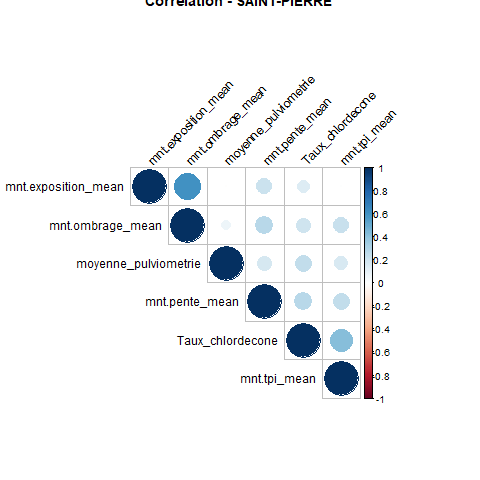 Correlation - SAINT-PIERRE
mnt.exposition_mean
mnt.ombrage_mean
moyenne_pulviometrie
mnt.pente_mean
Taux_chlordecone
mnt.tpi_mean
mnt.exposition_mean
mnt.ombrage_mean
moyenne_pulviometrie
mnt.pente_mean
Taux_chlordecone
mnt.tpi_mean
1
0.8
0.6
0.4
0.2
0
-0.2
-0.4
-0.6
-0.8
-1